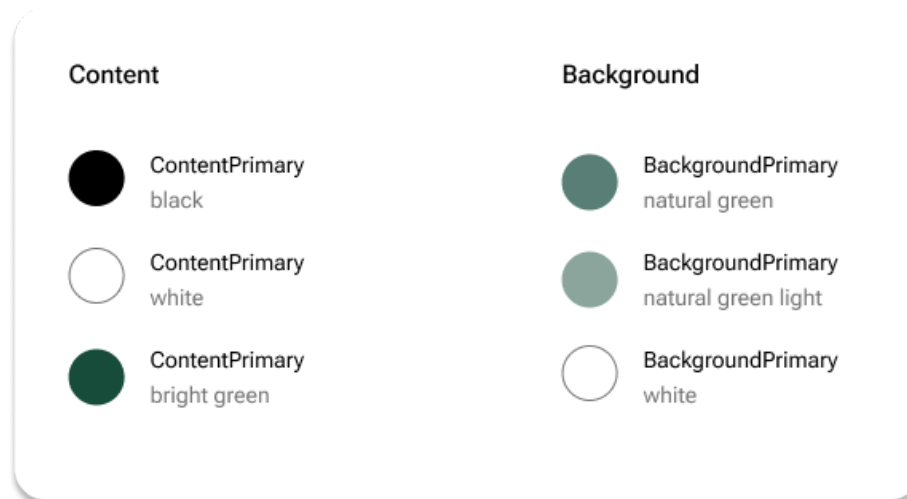 Content
ContentPrimary
black
ContentPrimary
white
ContentPrimary
bright green
Background
BackgroundPrimary
natural green
BackgroundPrimary
natural green light
BackgroundPrimary
white